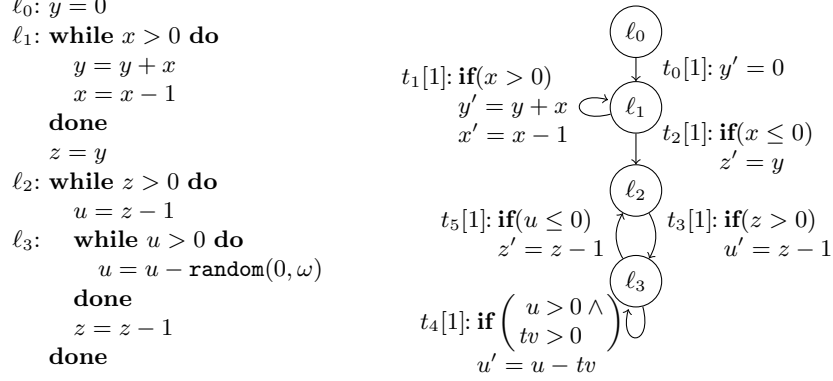 ℓ0: y = 0
ℓ1: while x > 0 do
y = y + x
x = x − 1
done
z = y
ℓ2: while z > 0 do
u = z − 1
ℓ3: while u > 0 do
u = u − random(0, ω)
done
z = z − 1
done
ℓ0
t0[1]: y′ = 0
t1[1]: if(x > 0)
y′ = y + x
x′ = x − 1
ℓ1
t2[1]: if(x ≤ 0)
z′ = y
ℓ2
t5[1]: if(u ≤ 0)
z′ = z − 1
t3[1]: if(z > 0)
u′ = z − 1
ℓ3
t4[1]: if ( u > 0 ∧
tv > 0 )
u′ = u − tv